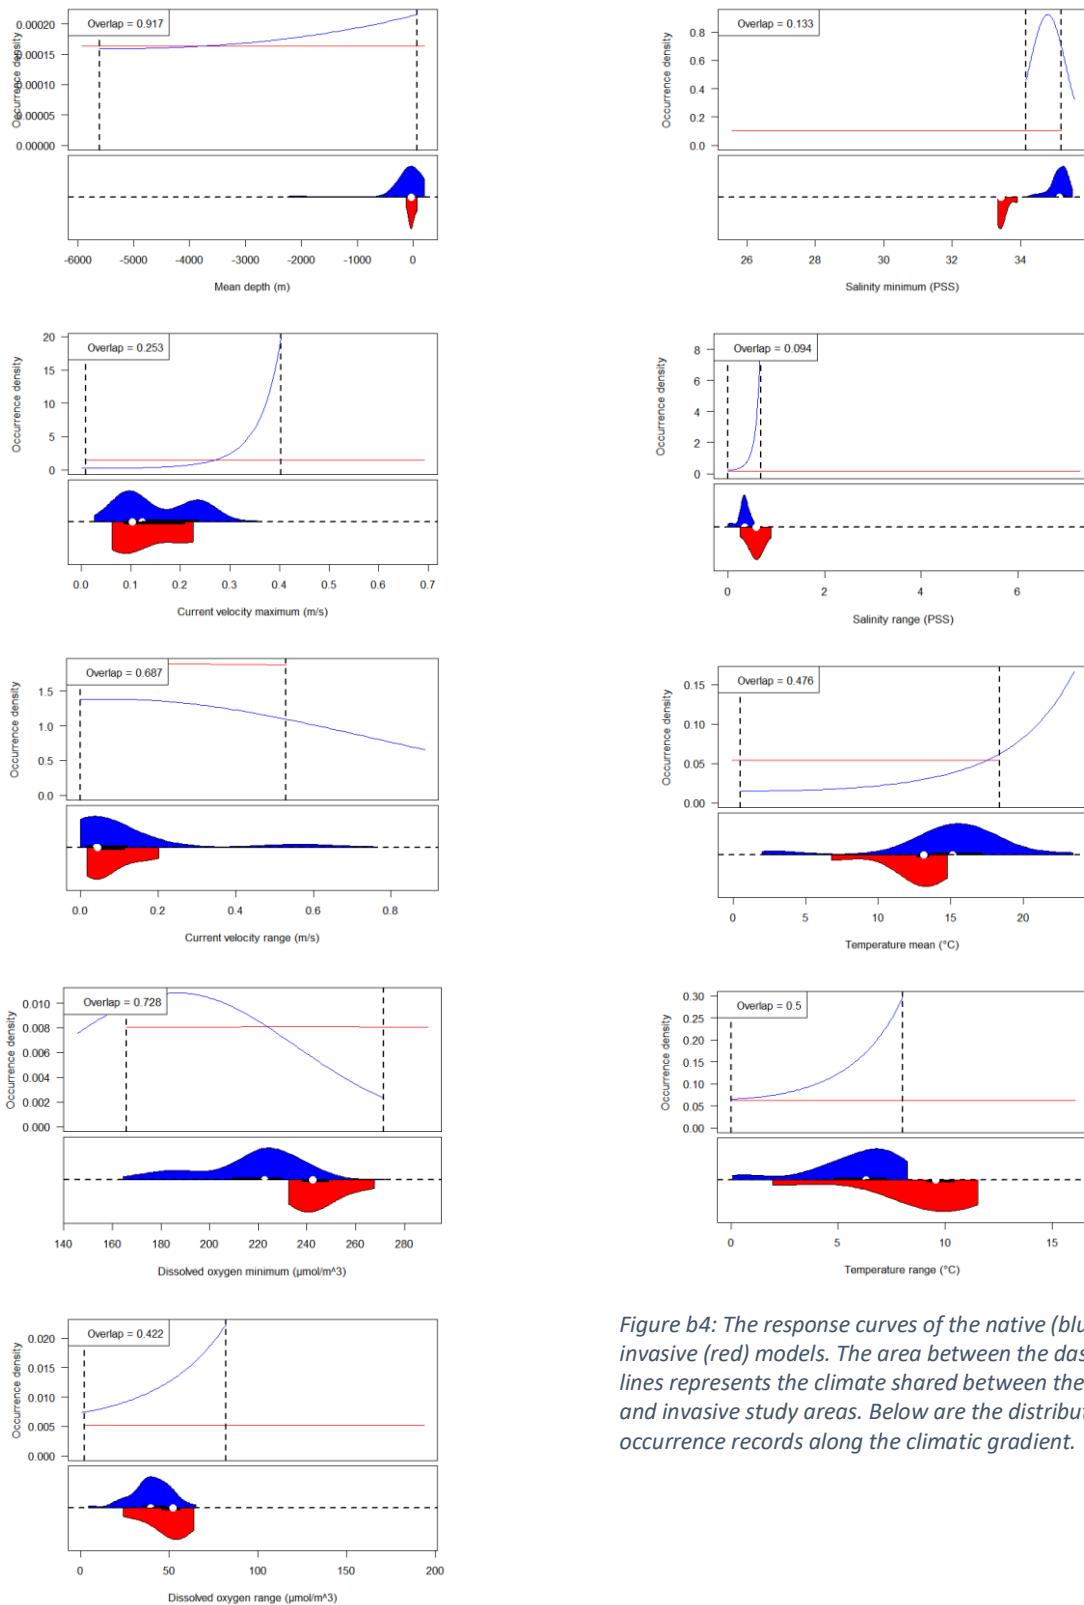 Overlap = 0.917
Occurrence density
0.00020
0.00015
0.00010
0.00005
0.00000
-6000 -5000 -4000 -3000 -2000 -1000 0
Mean depth (m)
Overlap = 0.253
Occurrence density
20
15
10
5
0
0.0 0.1 0.2 0.3 0.4 0.5 0.6 0.7
Current velocity maximum (m/s)
Overlap = 0.687
Occurrence density
1.5
1.0
0.5
0.0
0.0 0.2 0.4 0.6 0.8
Current velocity range (m/s)
Overlap = 0.728
Occurrence density
0.010
0.008
0.006
0.004
0.002
0.000
140 160 180 200 220 240 260 280
Dissolved oxygen minimum (µmol/m^3)
Overlap = 0.422
Occurrence density
0.020
0.015
0.010
0.005
0.000
0 50 100 150 200
Dissolved oxygen range (µmol/m^3)
Overlap = 0.133
Occurrence density
0.8
0.6
0.4
0.2
0.0
26 28 30 32 34
Salinity minimum (PSS)
Overlap = 0.094
Occurrence density
8
6
4
2
0
0 2 4 6
Salinity range (PSS)
Overlap = 0.476
Occurrence density
0.15
0.10
0.05
0.00
0 5 10 15 20
Temperature mean (°C)
Overlap = 0.5
Occurrence density
0.30
0.25
0.20
0.15
0.10
0.05
0.00
0 5 10 15
Temperature range (°C)
Figure b4: The response curves of the native (blu
invasive (red) models. The area between the das
lines represents the climate shared between the
and invasive study areas. Below are the distribut
occurrence records along the climatic gradient.